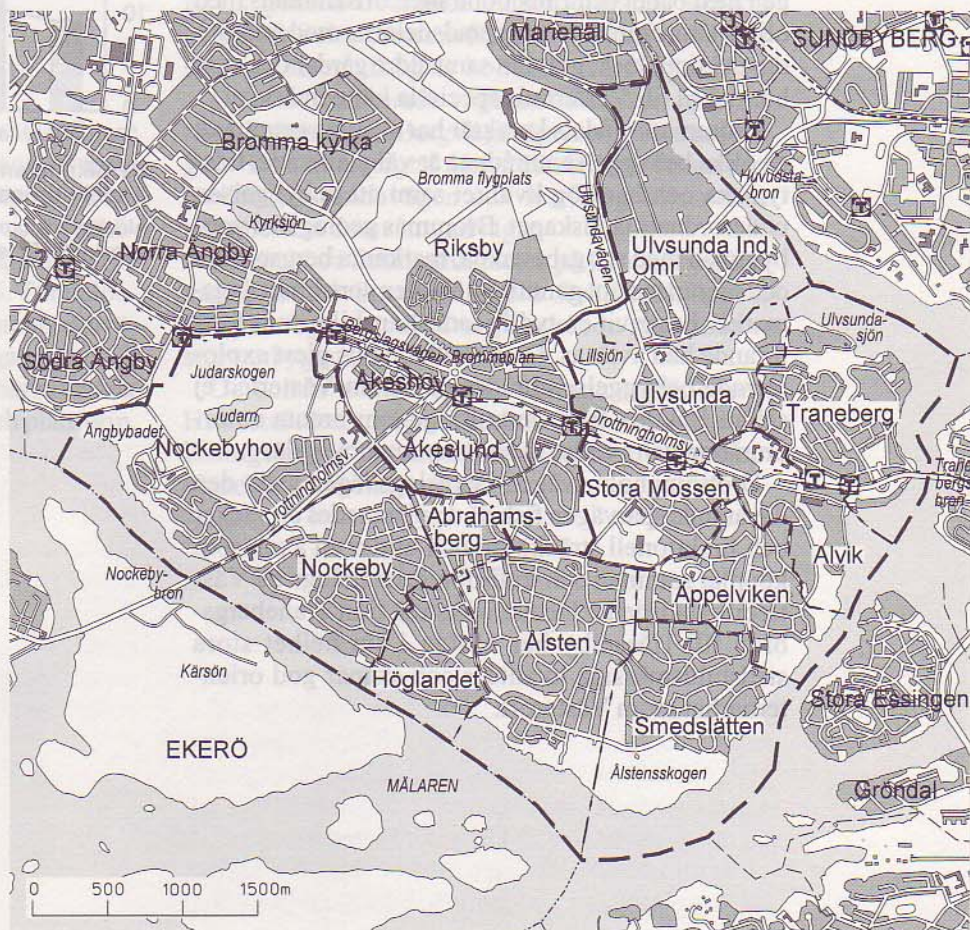 Mariehäll
SUNDBYBERG
Bromma kyrka
Bromma flygplats
Huvudsta-
bron
Kyrksjön
Ulvsundavägen
Norra Ängby
Riksby
Ulvsunda Ind
Omr.
Ulvsunda-
sjön
Södra Ängby
Bergslagsvägen
Brommaplan
Lillsjön
Judarskogen
Åkeshov
Ulvsunda
Traneberg
Judarn
Ängbybadet
Nockebyhov
Åkeslund
Drottningholmsv
Drottningholmsv
Stora Mossen
Tranebergs
bron
Abrahams-
berg
Alvik
Nockeby-
bron
Nockeby
Äppelviken
Ålsten
Kärsön
Höglandet
Stora Essingen
Smedslätten
EKERÖ
Ålstensskogen
MÄLAREN
Gröndal
0 500 1000 1500m
T
T
T
T
T
T
T
T
T
T
T
T